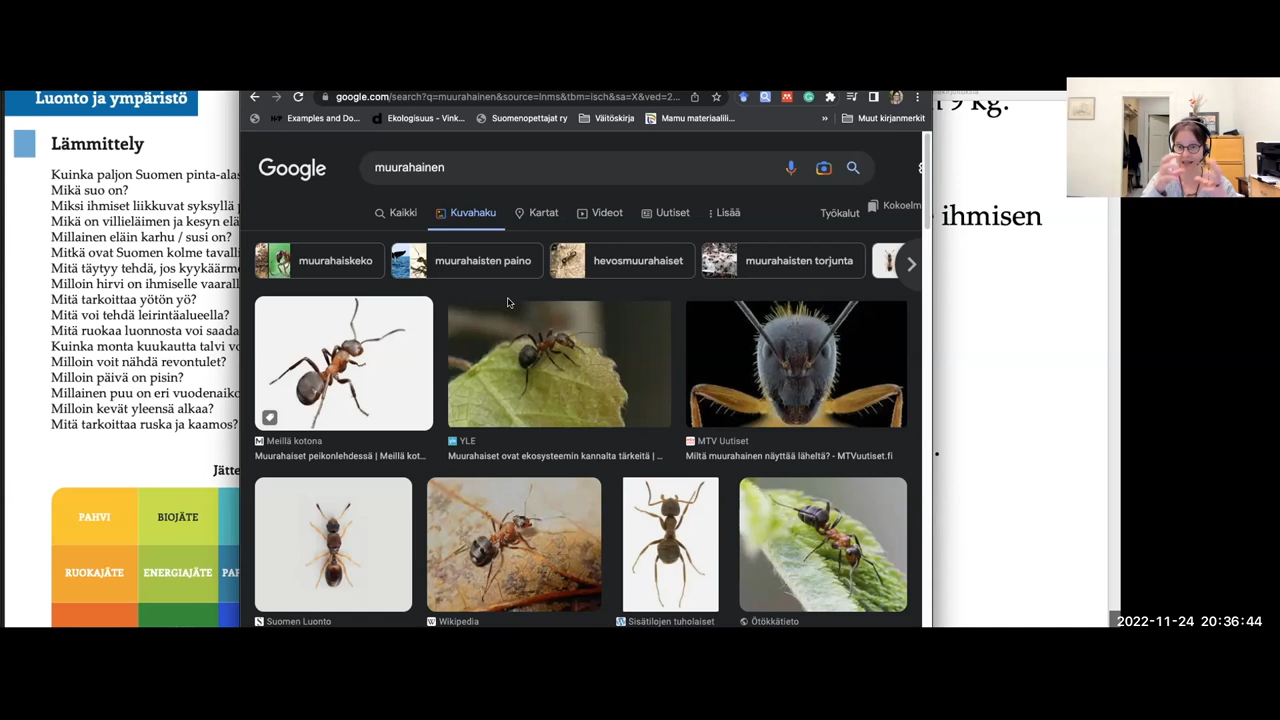 Luonto ja ympäristö
Lämmittely
Kuinka paljon Suomen pinta-alas
Mikä suo on?
Miksi ihmiset liikkuvat syksyllä
Mikä on villieläimen ja kesyn elä
Millainen eläin karhu / susi on?
Mitkä ovat Suomen kolme tavalli
Mitä täytyy tehdä, jos kyykäärme
Milloin hirvi on ihmiselle vaarall
Mitä tarkoittaa yötön yö?
Mitä voi tehdä leirintäalueella?
Mitä ruokaa luonnosta voi saada
Kuinka monta kuukautta talvi vo
Milloin voit nähdä revontulet?
Milloin päivä on pisin?
Millainen puu on eri vuodenaiko
Milloin kevät yleensä alkaa?
Mitä tarkoittaa ruska ja kaamos?
Jätte
PAHVI
BIOJÄTE
RUOKAJÄTE
ENERGIAJÄTE
PAP
google.com/search?q=muurahainen&source=lnms&tbm=isch&sa=X&ved=2...
Examples and Do...
Ekologisuus - Vink...
Suomenopettajat ry
Väitöskirja
Mamu materiaalil...
»
Muut kirjanmerkit
Google
muurahainen
Kaikki
Kuvahaku
Kartat
Videot
Uutiset
Lisää
Työkalut
Kokoelm
muurahaiskeko
muurahaisten paino
hevosmuurahaiset
muurahaisten torjunta
Meillä kotona
Muurahaiset peikonlehdessä | Meillä kot...
YLE
Muurahaiset ovat ekosysteemin kannalta tärkeitä | ...
MTV Uutiset
Miltä muurahainen näyttää läheltä? - MTVuutiset.fi
Suomen Luonto
Wikipedia
Sisätilojen tuholaiset
Ötökkätieto
9 kg.
ihmisen
2022-11-24 20:36:44